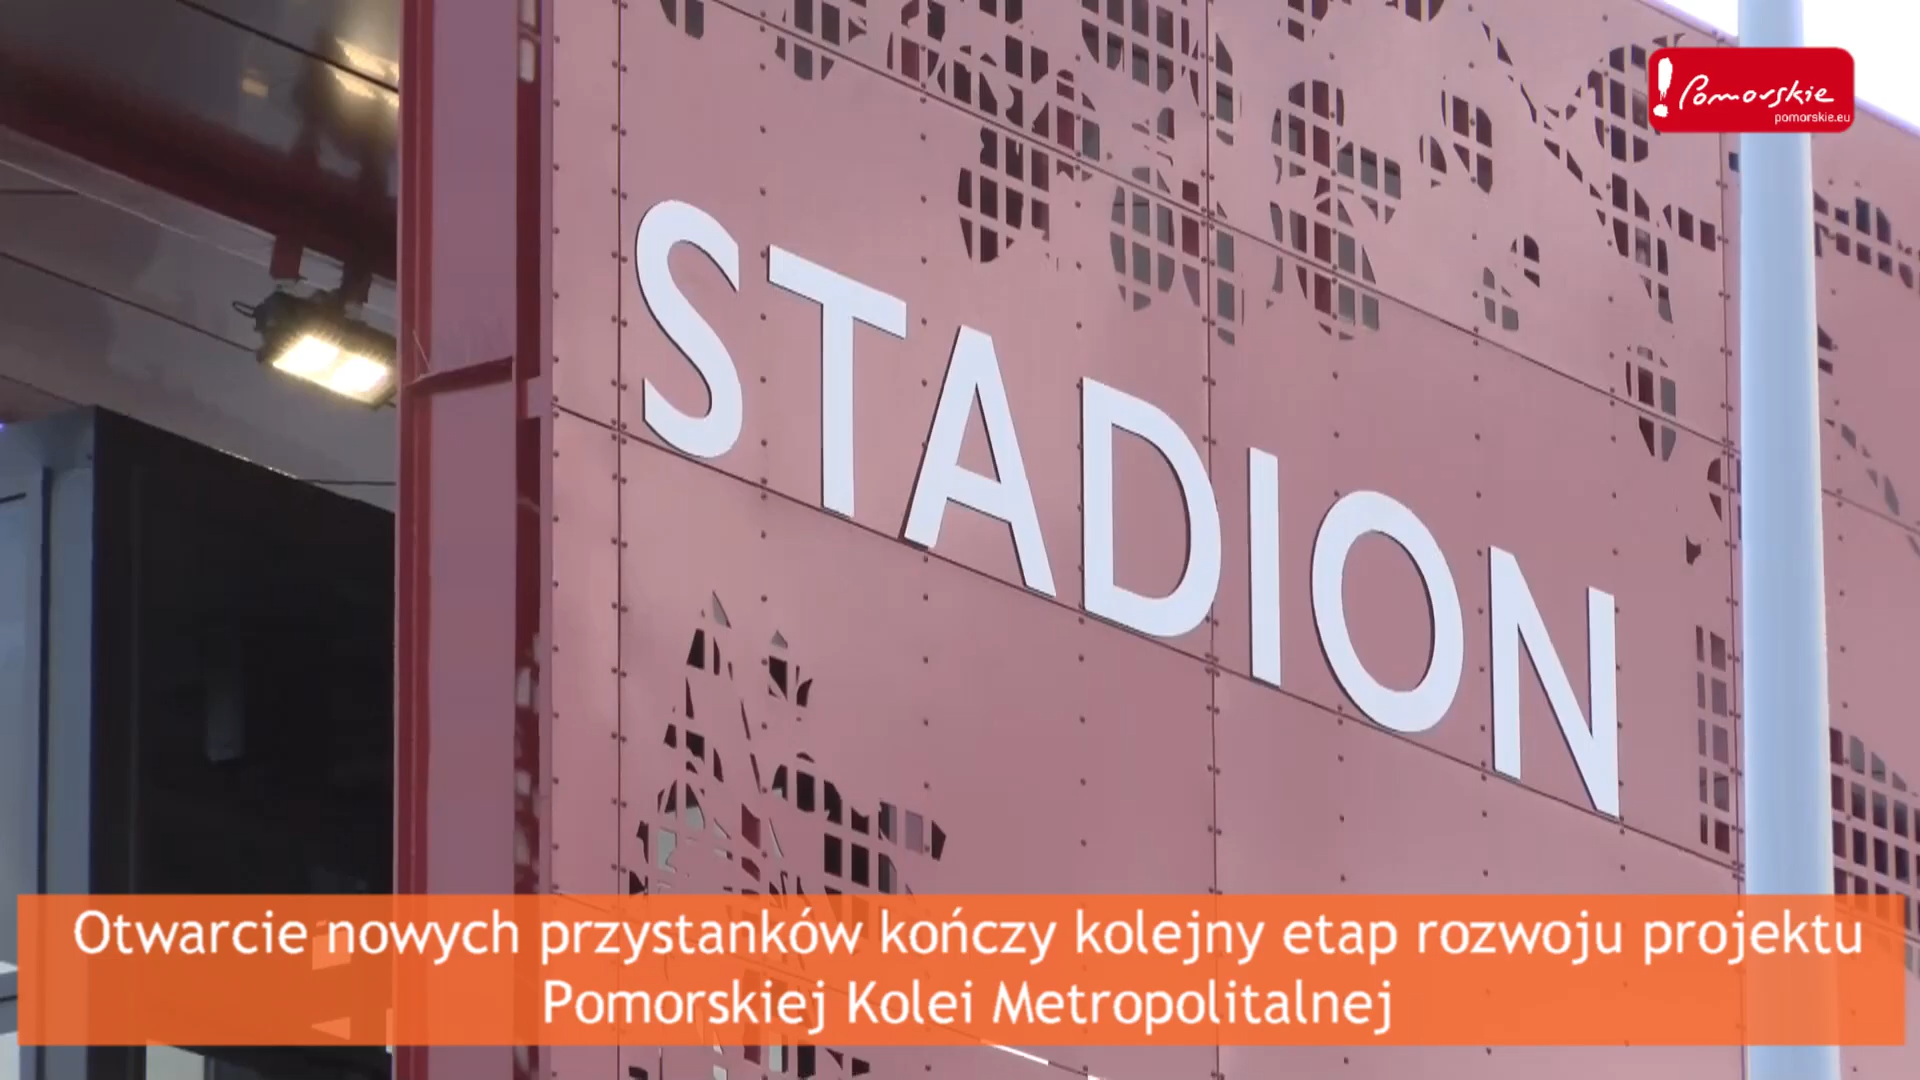 Pomorskie
pomorskie.eu
STADION
Otwarcie nowych przystanków kończy kolejny etap rozwoju projektu
Pomorskiej Kolei Metropolitalnej